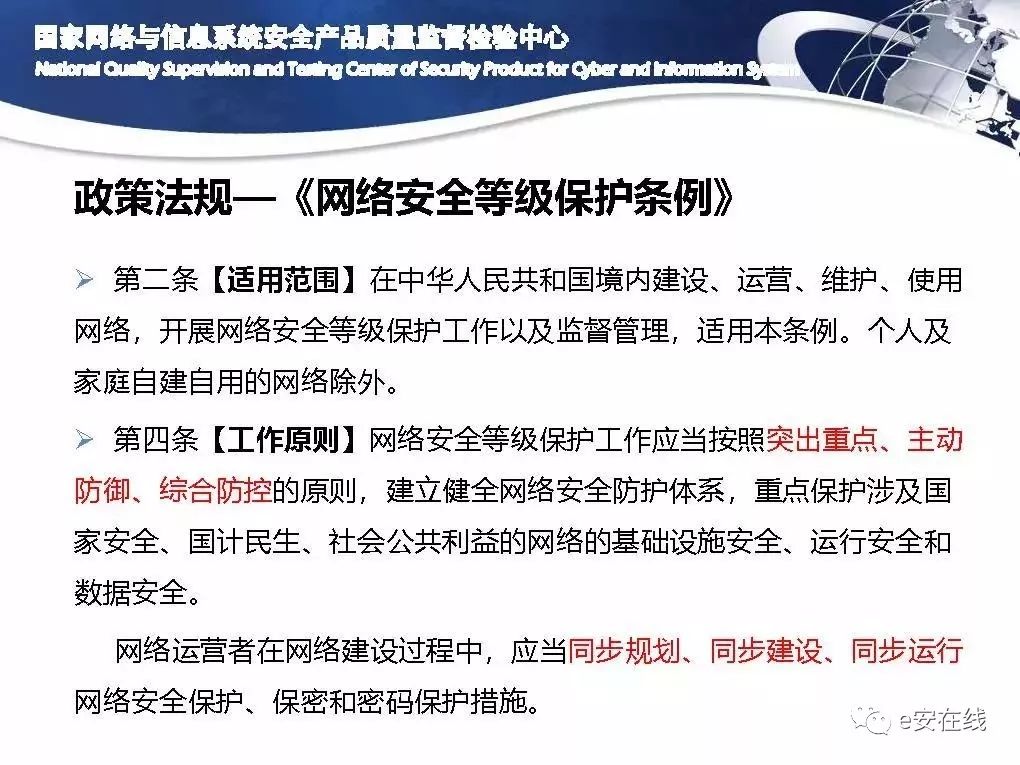 国家网络与信息系统安全产品质量监督检验中心
National Quality Supervision and Testing Center of Security Product for Cyber and Information System
政策法规—《网络安全等级保护条例》
第二条【适用范围】在中华人民共和国境内建设、运营、维护、使用
网络，开展网络安全等级保护工作以及监督管理，适用本条例。个人及
家庭自建自用的网络除外。
第四条【工作原则】网络安全等级保护工作应当按照突出重点、主动
防御、综合防控的原则，建立健全网络安全防护体系，重点保护涉及国
家安全、国计民生、社会公共利益的网络的基础设施安全、运行安全和
数据安全。
网络运营者在网络建设过程中，应当同步规划、同步建设、同步运行
网络安全保护、保密和密码保护措施。
e安在线